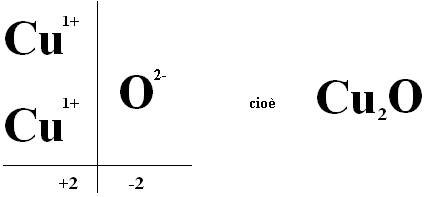 Cu1+
Cu1+
O2-
+2 -2
cioè
Cu2O